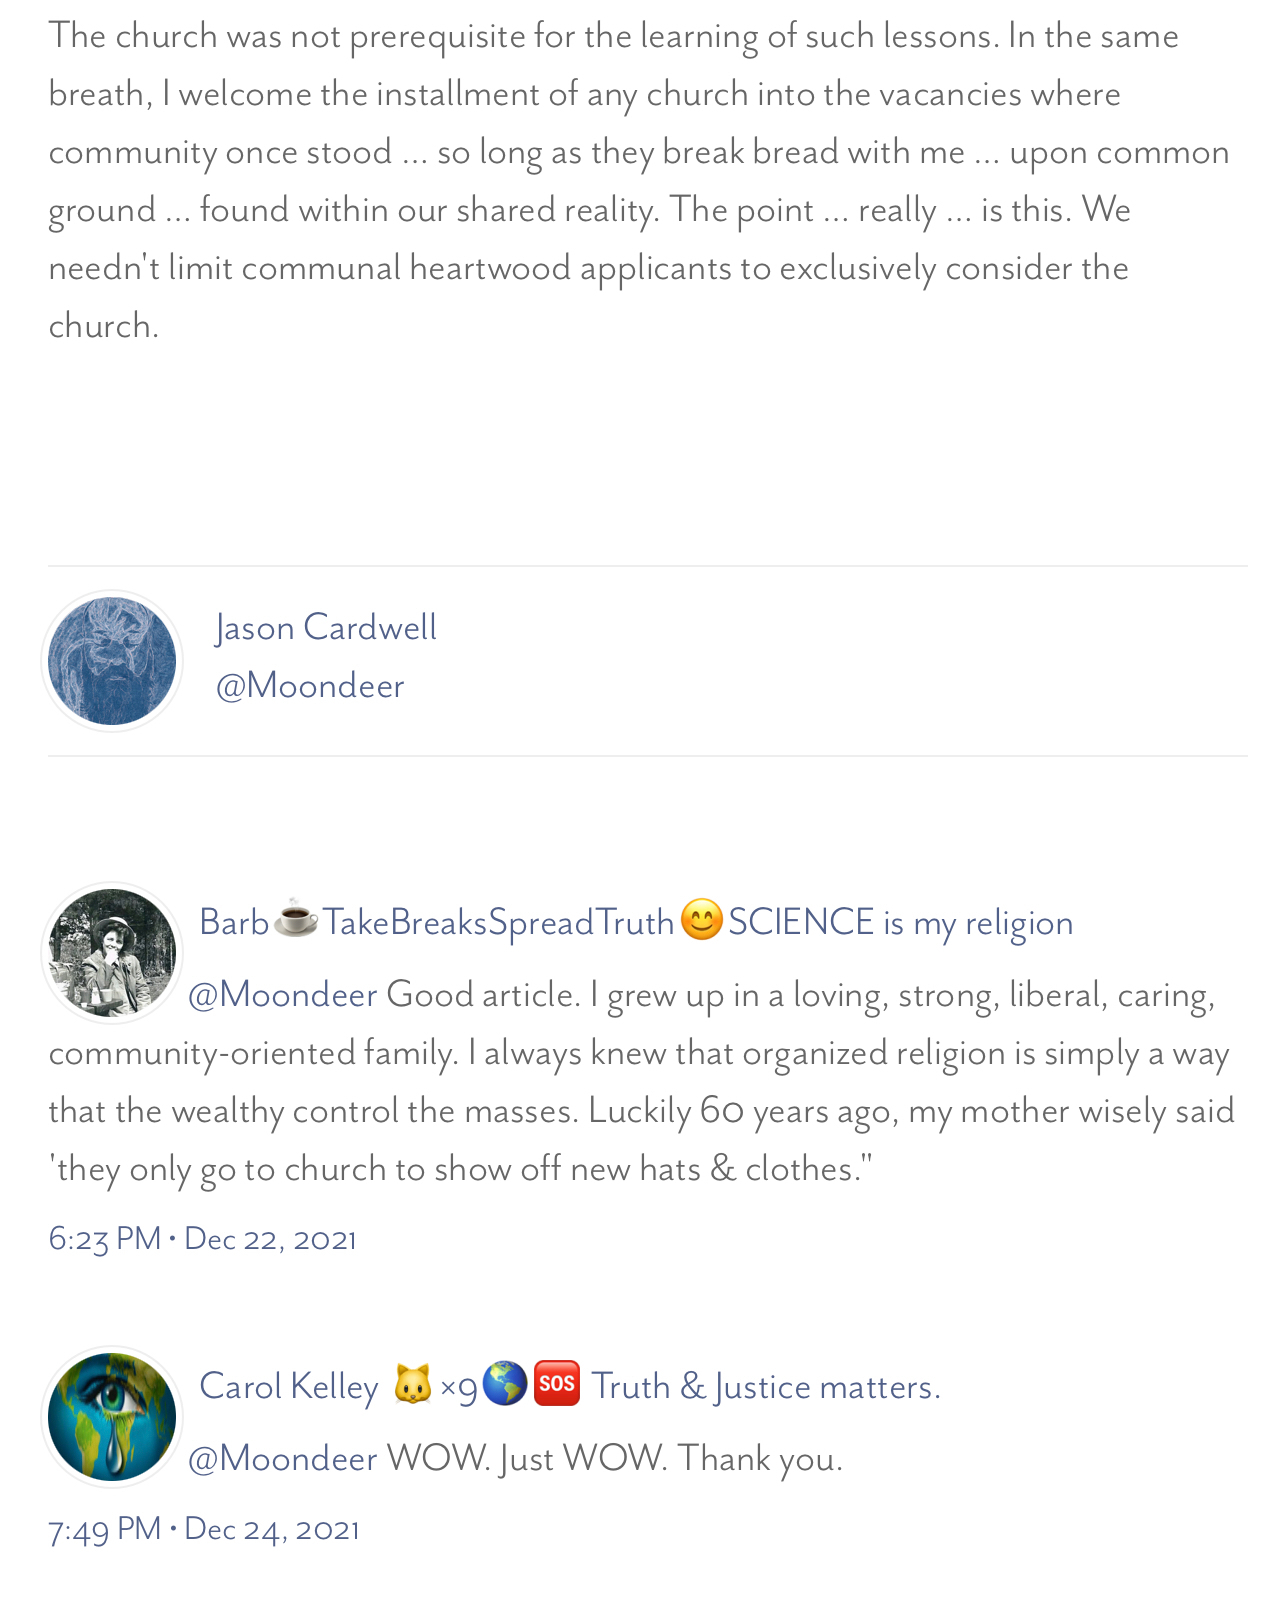 The church was not prerequisite for the learning of such lessons. In the same
breath, I welcome the installment of any church into the vacancies where
community once stood ... so long as they break bread with me ... upon common
ground ... found within our shared reality. The point ... really ... is this. We
needn't limit communal heartwood applicants to exclusively consider the
church.
Jason Cardwell
@Moondeer
Barb☕TakeBreaksSpreadTruth😊SCIENCE is my religion
@Moondeer Good article. I grew up in a loving, strong, liberal, caring,
community-oriented family. I always knew that organized religion is simply a way
that the wealthy control the masses. Luckily 60 years ago, my mother wisely said
'they only go to church to show off new hats & clothes."
6:23 PM • Dec 22, 2021
Carol Kelley 🐱×9🌎🆘 Truth & Justice matters.
@Moondeer WOW. Just WOW. Thank you.
7:49 PM • Dec 24, 2021